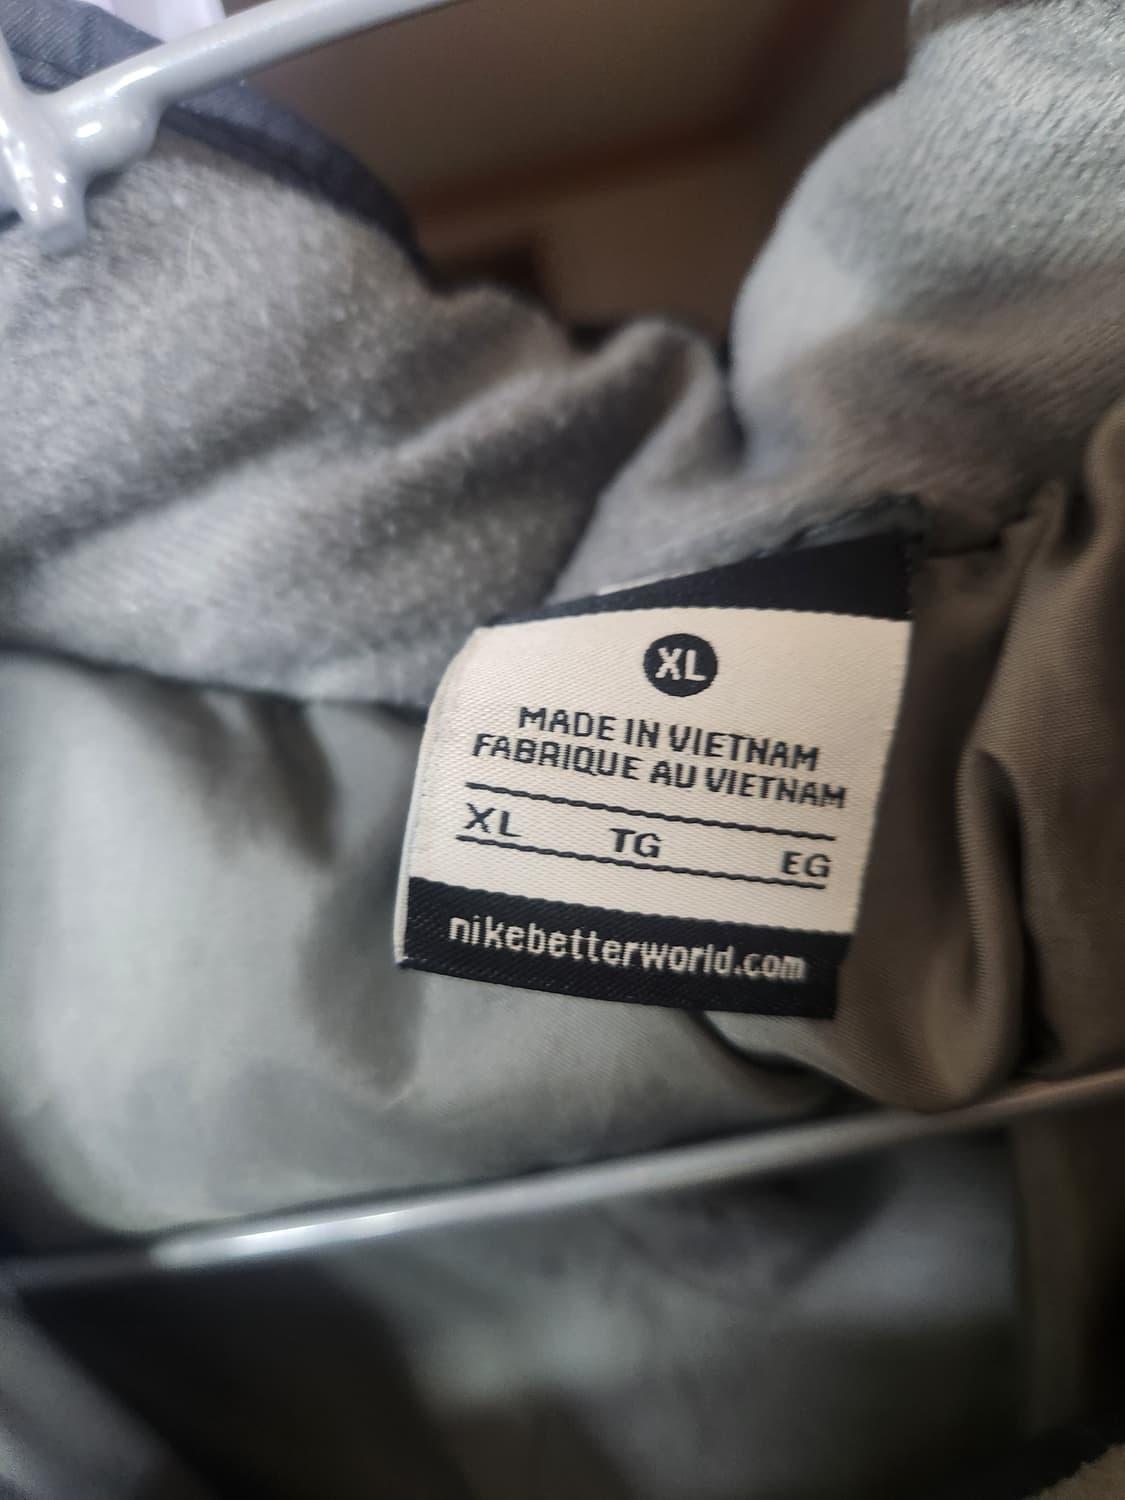 XL
MADE IN VIETNAM
FABRIQUE AU VIETNAM
XL TG EG
nikebetterworld.com